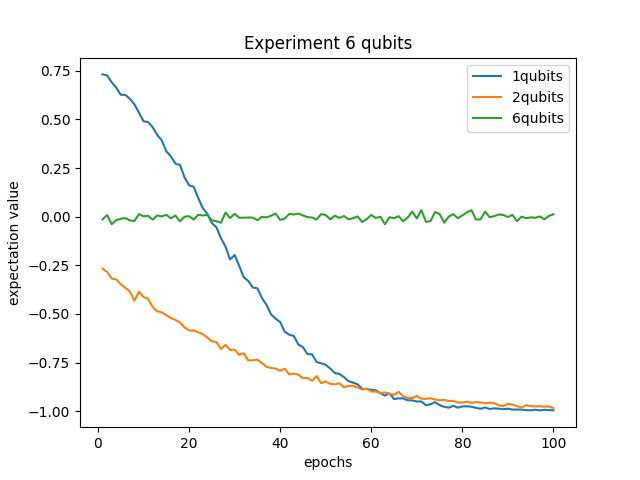 Experiment 6 qubits
1qubits
2qubits
6qubits
expectation value
0.75
0.50
0.25
0.00
−0.25
−0.50
−0.75
−1.00
0 20 40 60 80 100
epochs